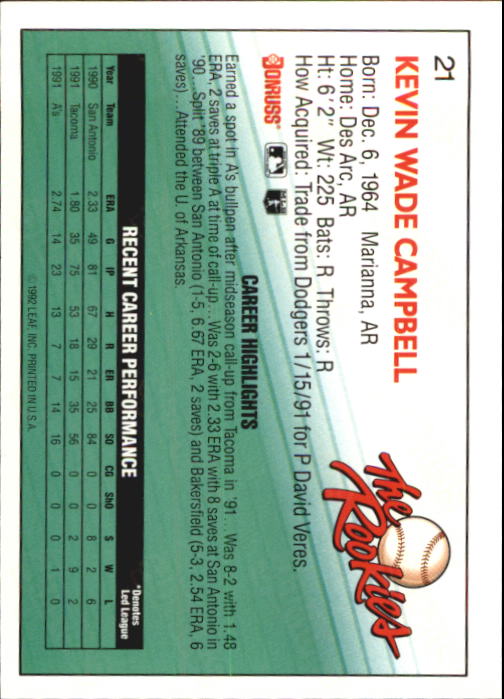 21
KEVIN WADE CAMPBELL
Born: Dec. 6, 1964 Marianna, AR
Home: Des Arc, AR
Ht: 6'2" Wt: 225 Bats: R Throws: R
How Acquired: Trade from Dodgers 1/15/91 for P David Veres.
The Rookies
DONRUSS
CAREER HIGHLIGHTS
Earned a spot in A's bullpen after midseason call-up from Tacoma in '91... Was 8-2 with 1.48
ERA, 2 saves at triple A at time of call-up... Was 2-6 with 2.33 ERA with 8 saves at San Antonio in
'90... Split '89 between San Antonio (1-5, 6.67 ERA, 2 saves) and Bakersfield (5-3, 2.54 ERA, 6
saves)... Attended the U. of Arkansas.
RECENT CAREER PERFORMANCE
*Denotes
Led League
Year Team ERA G IP H R ER BB SO CG ShO S W L
1990 San Antonio 2.33 49 81 67 29 21 25 84 0 0 8 2 6
1991 Tacoma 1.80 35 75 53 18 15 35 56 0 0 2 9 2
1991 A's 2.74 14 23 13 7 7 14 16 0 0 0 1 0
©1992 LEAF, INC. PRINTED IN U.S.A.